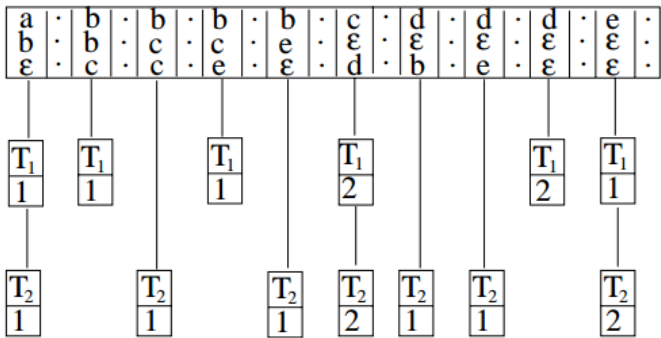 a · b · b · b · b · c · d · d · d · e ·
b · b · c · c · e · ε · ε · ε · ε · ε ·
ε · c · c · e · ε · d · b · e · ε · ε ·
T₁ T₁ T₁ T₁ T₁ T₁
1 1 1 2 2 1
T₂ T₂ T₂ T₂ T₂ T₂ T₂
1 1 1 2 1 1 2